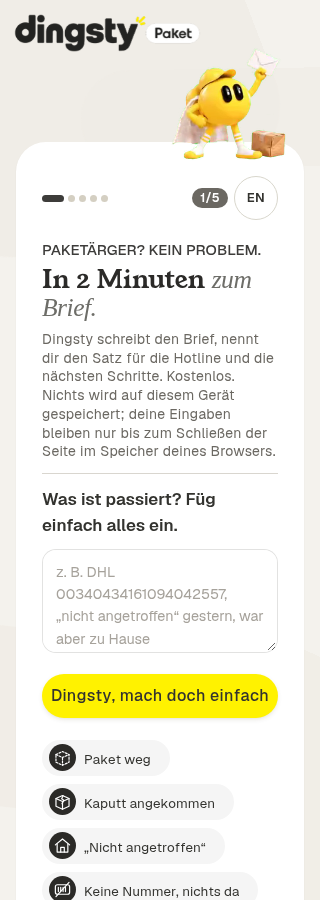 dingsty Paket
1/5 EN
PAKETÄRGER? KEIN PROBLEM.
In 2 Minuten zum
Brief.
Dingsty schreibt den Brief, nennt
dir den Satz für die Hotline und die
nächsten Schritte. Kostenlos.
Nichts wird auf diesem Gerät
gespeichert; deine Eingaben
bleiben nur bis zum Schließen der
Seite im Speicher deines Browsers.
Was ist passiert? Füg
einfach alles ein.
z. B. DHL
00340434161094042557,
„nicht angetroffen“ gestern, war
aber zu Hause
Dingsty, mach doch einfach
Paket weg
Kaputt angekommen
„Nicht angetroffen“
Keine Nummer, nichts da